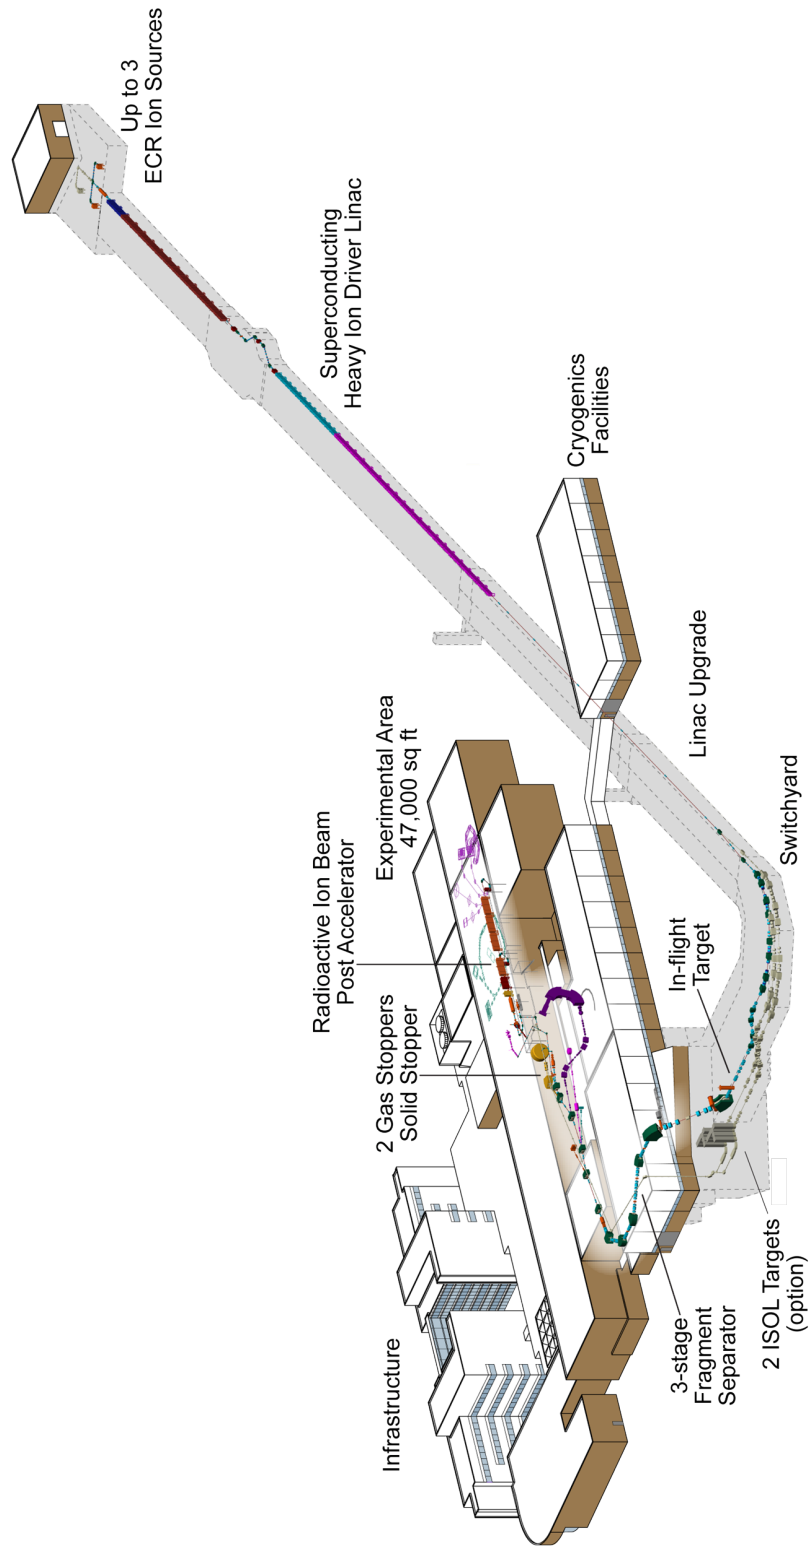 Up to 3
ECR Ion Sources
Superconducting
Heavy Ion Driver Linac
Cryogenics
Facilities
Linac Upgrade
Switchyard
Experimental Area
47,000 sq ft
Radioactive Ion Beam
Post Accelerator
In-flight
Target
2 Gas Stoppers
Solid Stopper
Infrastructure
3-stage
Fragment
Separator
2 ISOL Targets
(option)